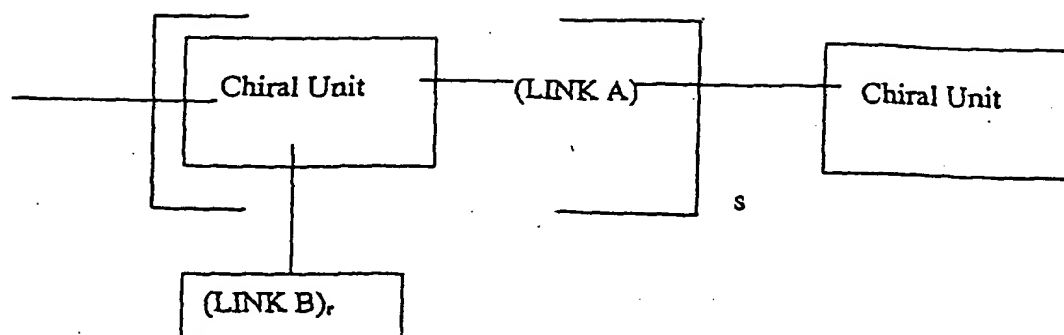 Chiral Unit (LINK A) Chiral Unit
s
(LINK B)r